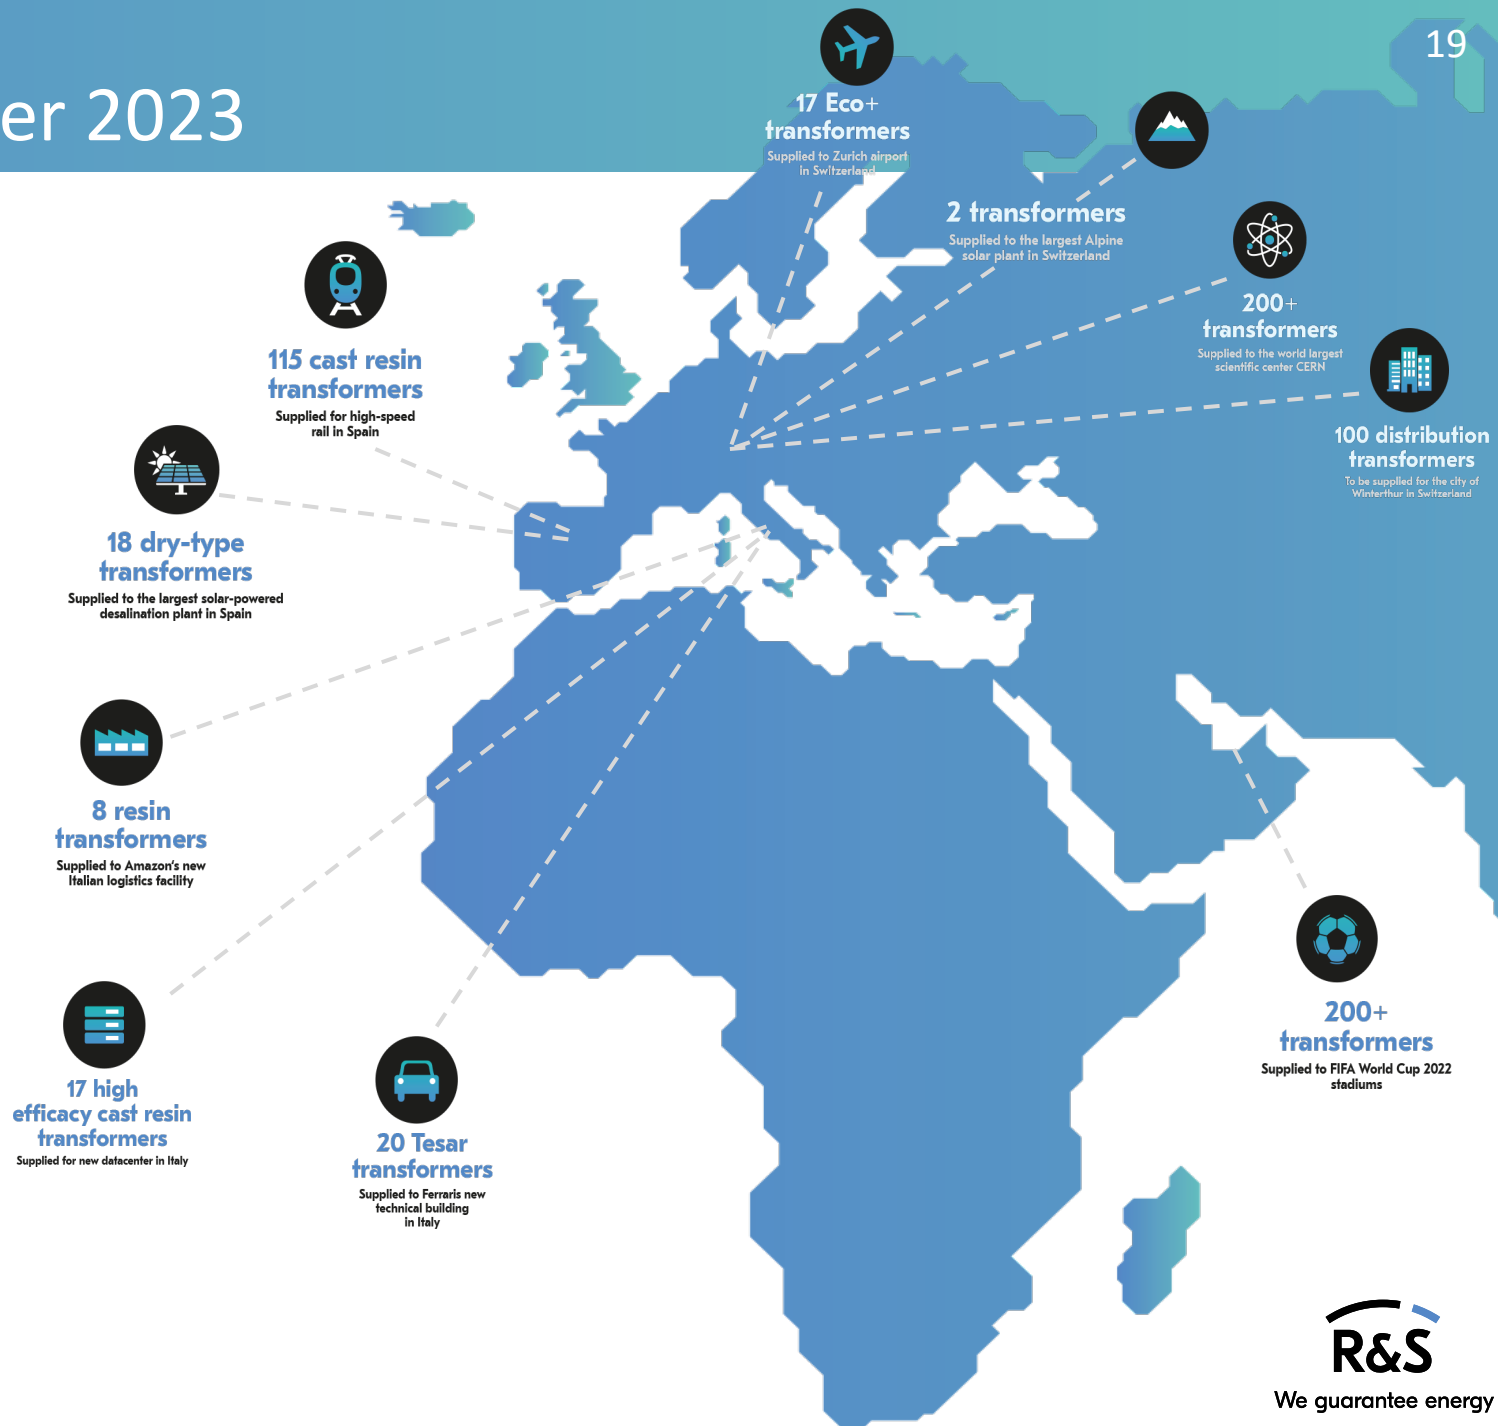 19
er 2023
17 Eco+
transformers
Supplied to Zurich airport
in Switzerland
2 transformers
Supplied to the largest Alpine
solar plant in Switzerland
200+
transformers
Supplied to the world largest
scientific center CERN
100 distribution
transformers
To be supplied for the city of
Winterthur in Switzerland
115 cast resin
transformers
Supplied for high-speed
rail in Spain
18 dry-type
transformers
Supplied to the largest solar-powered
desalination plant in Spain
8 resin
transformers
Supplied to Amazon's new
Italian logistics facility
17 high
efficacy cast resin
transformers
Supplied for new datacenter in Italy
20 Tesar
transformers
Supplied to Ferraris new
technical building
in Italy
200+
transformers
Supplied to FIFA World Cup 2022
stadiums
R&S
We guarantee energy